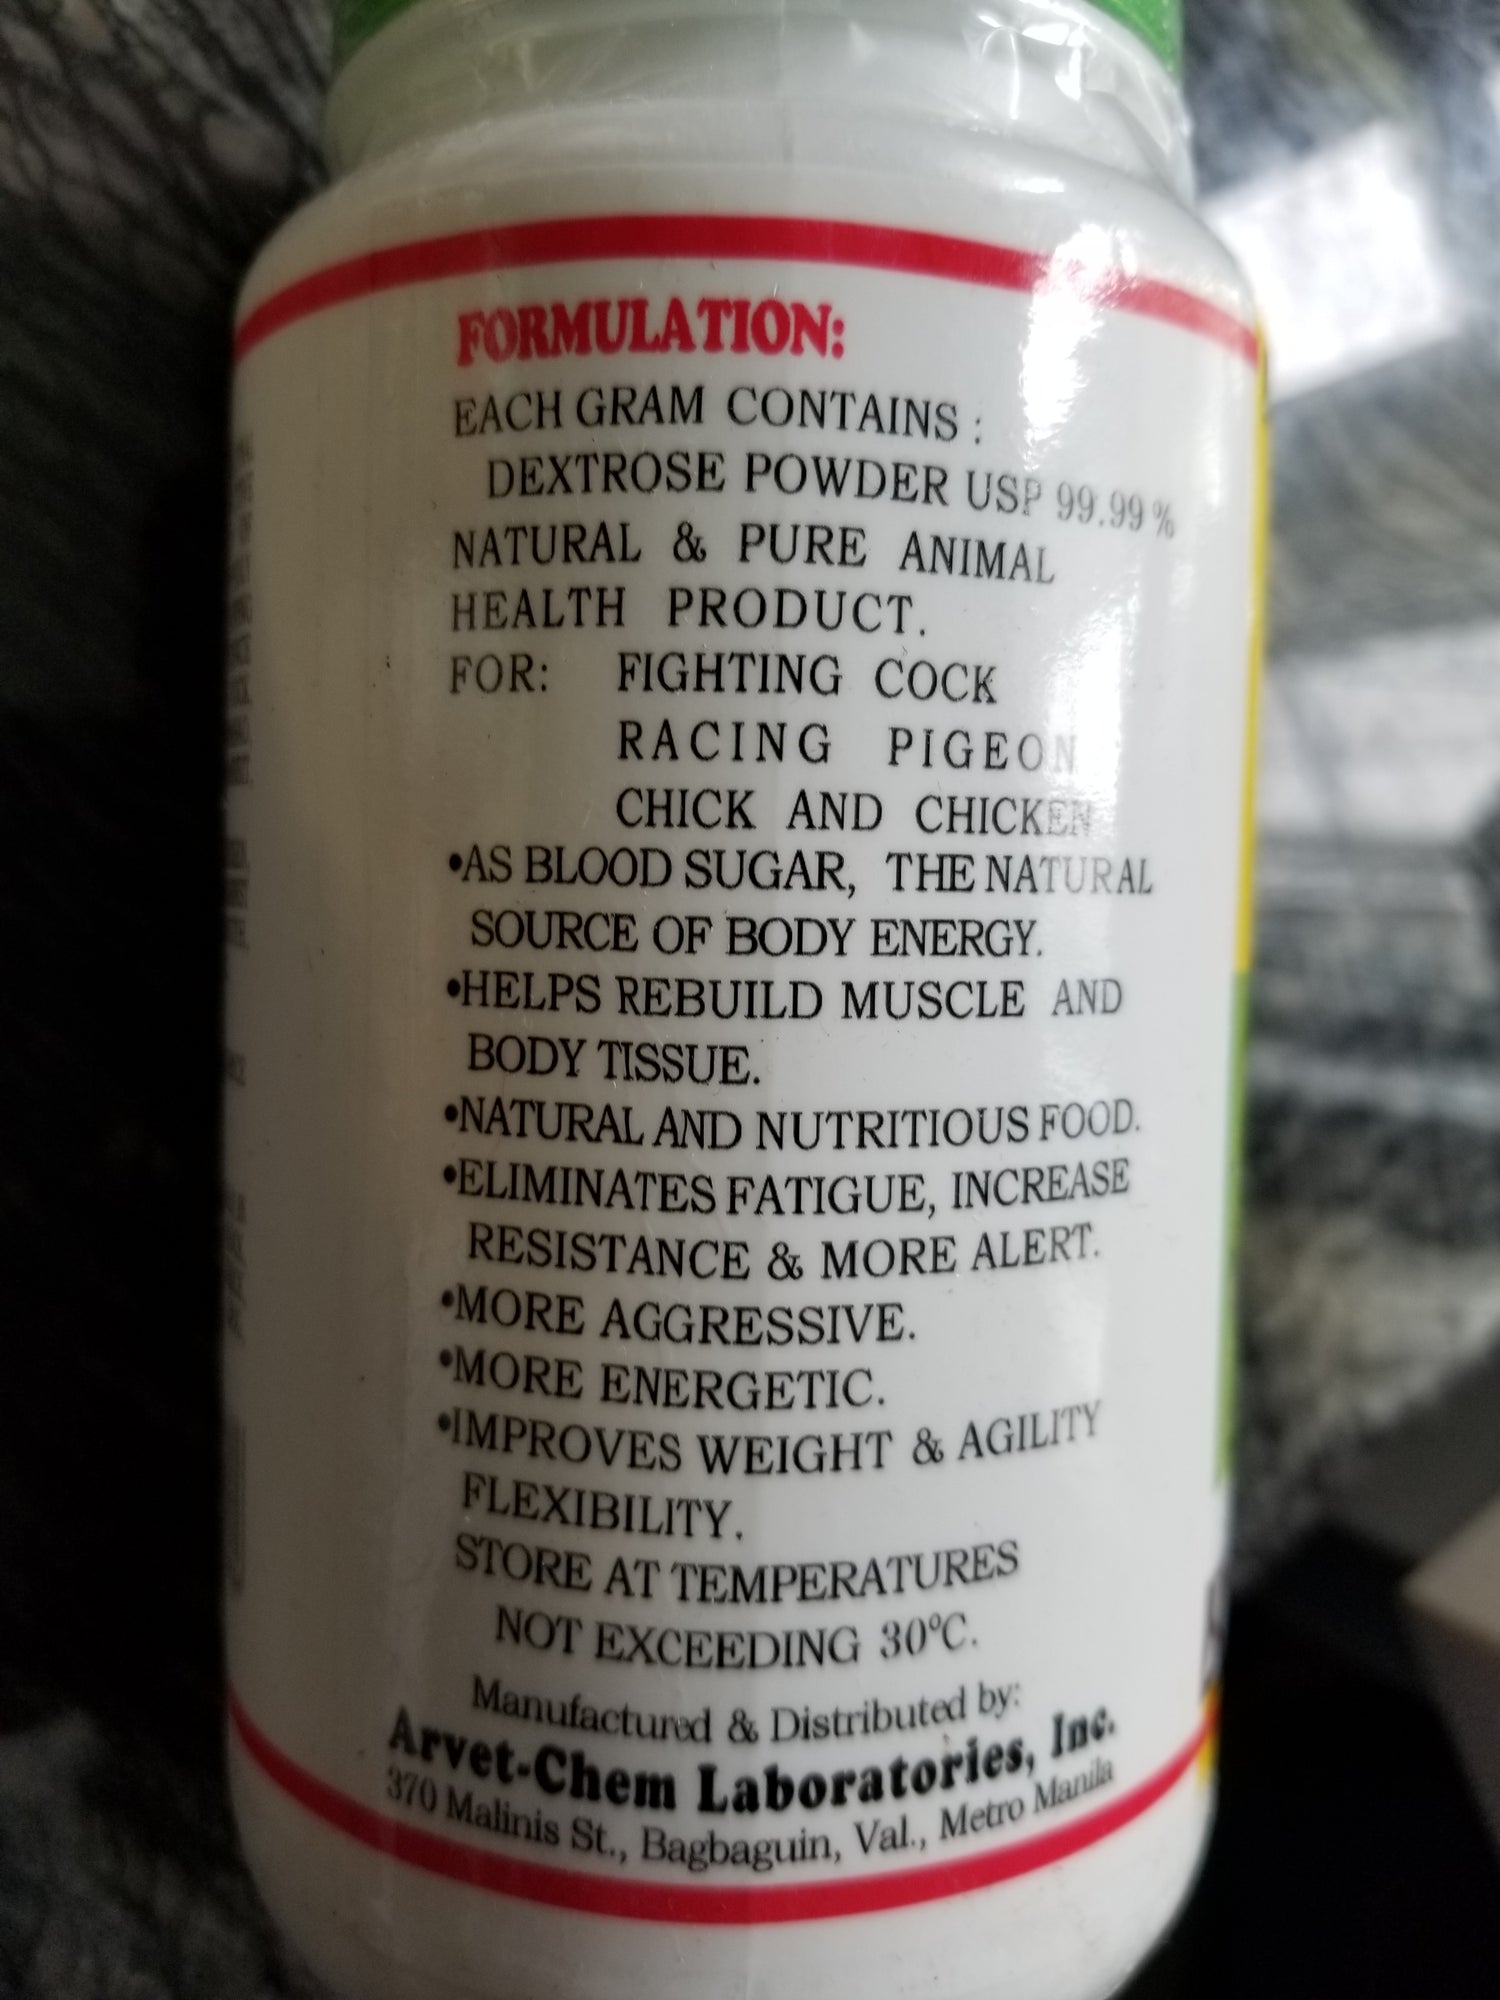 FORMULATION:
EACH GRAM CONTAINS :
DEXTROSE POWDER USP 99.99 %
NATURAL & PURE ANIMAL
HEALTH PRODUCT.
FOR: FIGHTING COCK
RACING PIGEON
CHICK AND CHICKEN
•AS BLOOD SUGAR, THE NATURAL
SOURCE OF BODY ENERGY.
•HELPS REBUILD MUSCLE AND
BODY TISSUE.
•NATURAL AND NUTRITIOUS FOOD.
•ELIMINATES FATIGUE, INCREASE
RESISTANCE & MORE ALERT.
•MORE AGGRESSIVE.
•MORE ENERGETIC.
•IMPROVES WEIGHT & AGILITY
FLEXIBILITY.
STORE AT TEMPERATURES
NOT EXCEEDING 30°C.
Manufactured & Distributed by:
Arvet-Chem Laboratories, Inc.
370 Malinis St., Bagbaguin, Val., Metro Manila